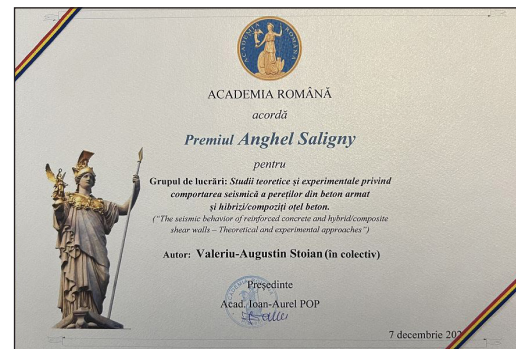 ACADEMIA ROMÂNĂ
ACADEMIA ROMÂNĂ
acordă
Premiul Anghel Saligny
pentru
Grupul de lucrări: Studii teoretice și experimentale privind
comportarea seismică a pereților din beton armat
și hibrizi/compoziți oțel beton.
("The seismic behavior of reinforced concrete and hybrid/composite
shear walls – Theoretical and experimental approaches")
Autor: Valeriu-Augustin Stoian (în colectiv)
Președinte
Acad. Ioan-Aurel POP
7 decembrie